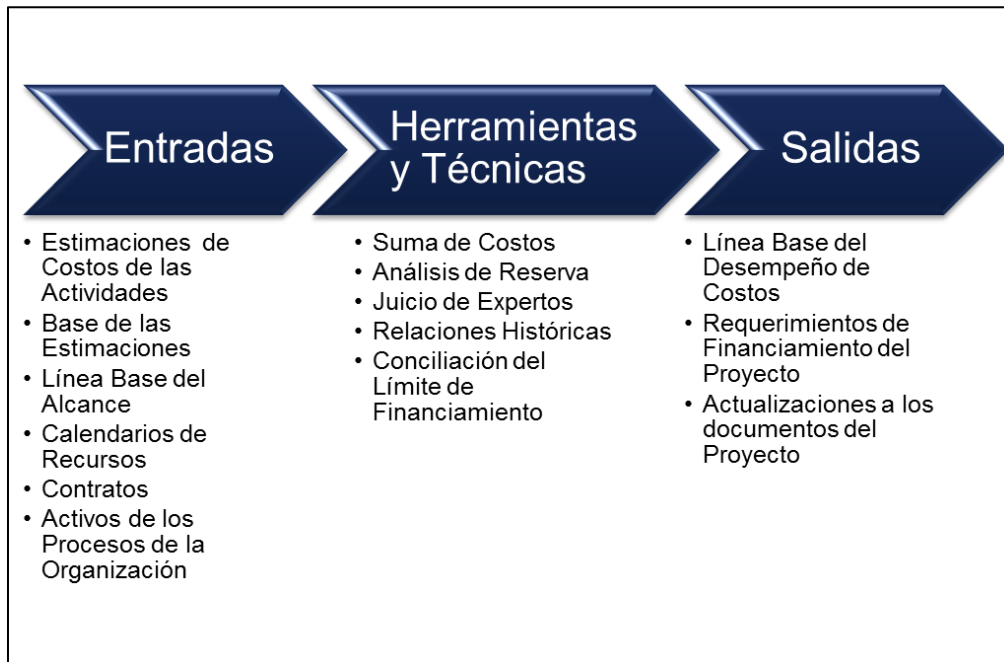 Entradas
• Estimaciones de
Costos de las
Actividades
• Base de las
Estimaciones
• Línea Base del
Alcance
• Calendarios de
Recursos
• Contratos
• Activos de los
Procesos de la
Organización
Herramientas
y Técnicas
• Suma de Costos
• Análisis de Reserva
• Juicio de Expertos
• Relaciones Históricas
• Conciliación del
Límite de
Financiamiento
Salidas
• Línea Base del
Desempeño de
Costos
• Requerimientos de
Financiamiento del
Proyecto
• Actualizaciones a los
documentos del
Proyecto